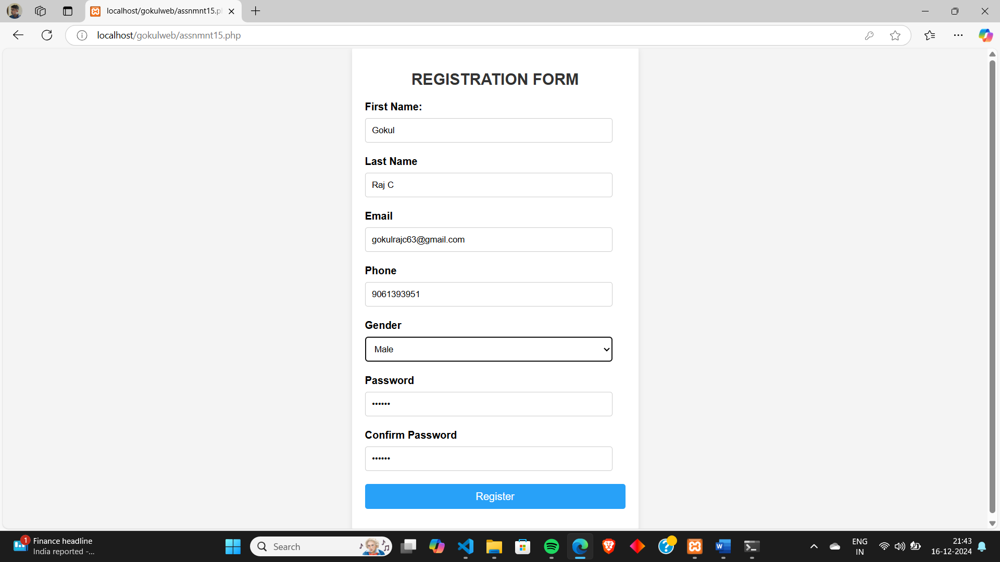 localhost/gokulweb/assnmnt15.p
localhost/gokulweb/assnmnt15.php
REGISTRATION FORM
First Name:
Gokul
Last Name
Raj C
Email
gokulrajc63@gmail.com
Phone
9061393951
Gender
Male
Password
••••••
Confirm Password
••••••
Register
1
Finance headline
India reported -...
Search
ENG
IN
21:43
16-12-2024